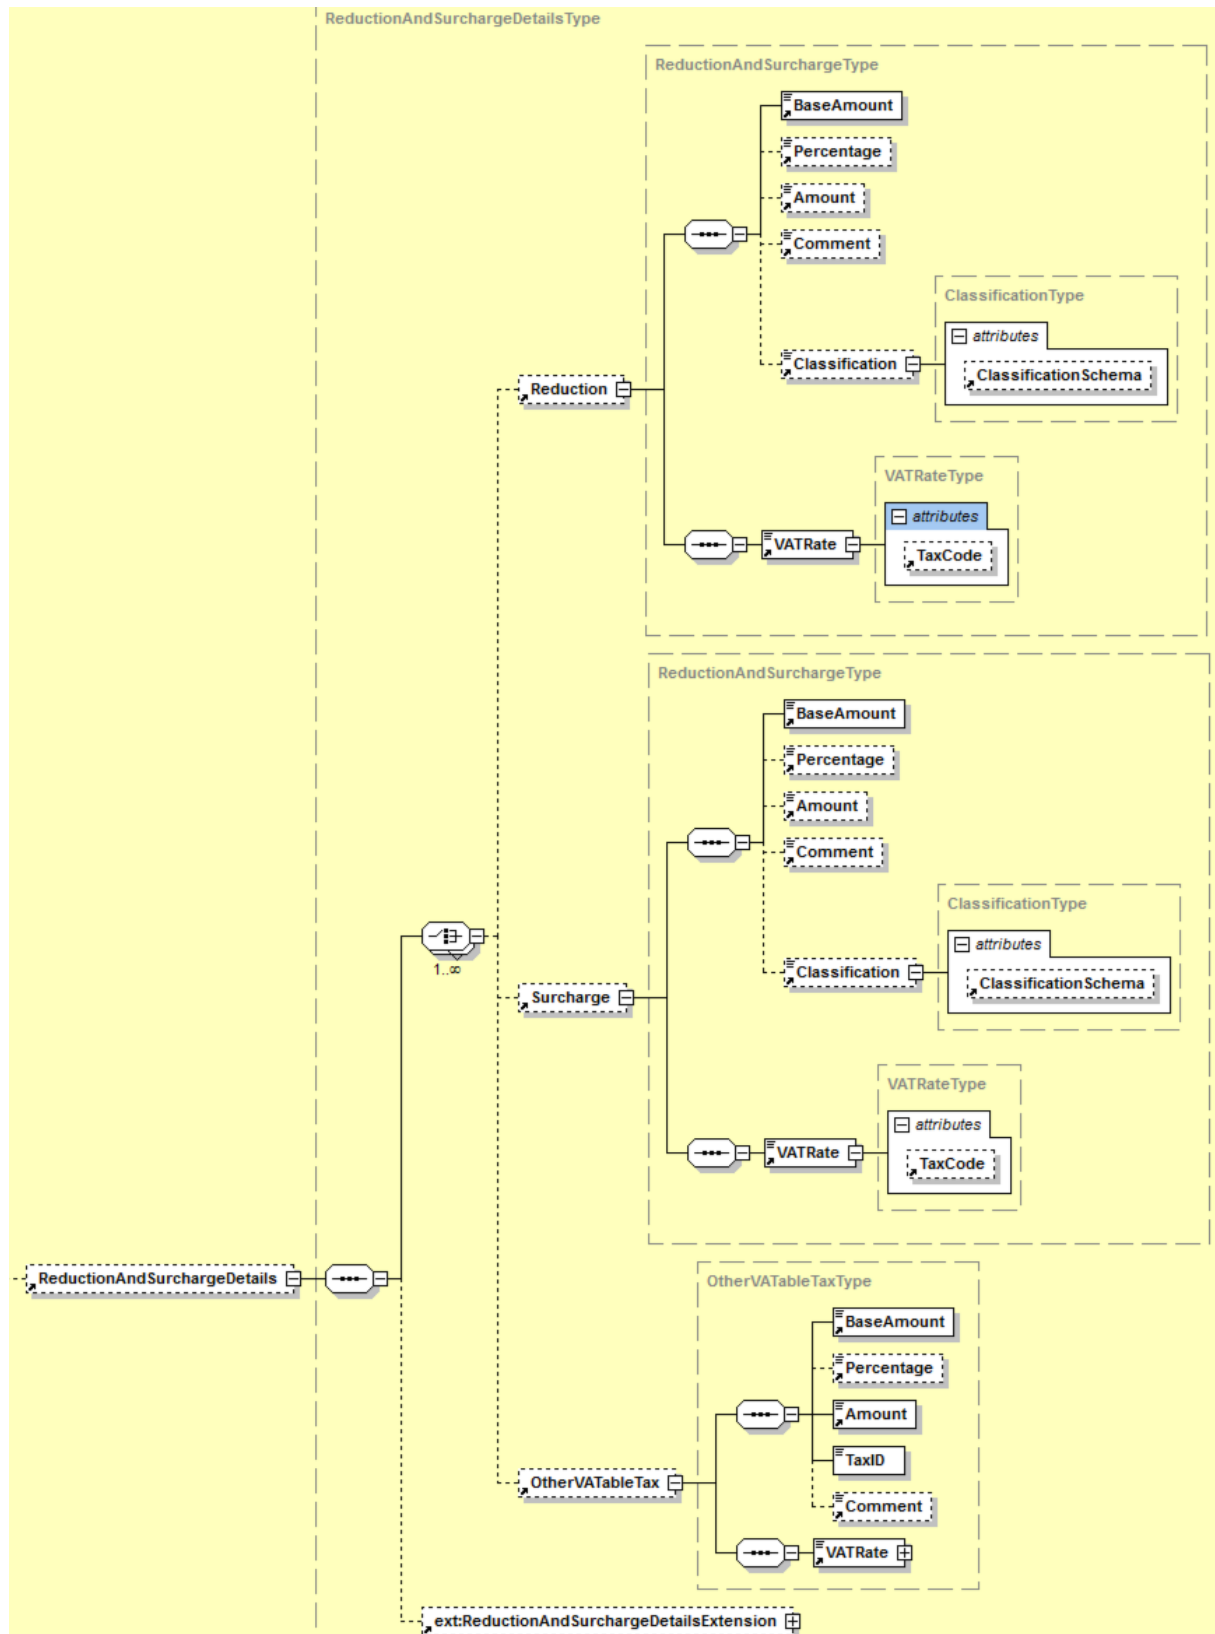 ReductionAndSurchargeDetailsType
ReductionAndSurchargeType
BaseAmount
Percentage
Amount
Comment
ClassificationType
attributes
Classification
ClassificationSchema
Reduction
VATRateType
attributes
VATRate
TaxCode
ReductionAndSurchargeType
BaseAmount
Percentage
Amount
Comment
ClassificationType
attributes
Classification
ClassificationSchema
1..∞
Surcharge
VATRateType
attributes
VATRate
TaxCode
ReductionAndSurchargeDetails
OtherVATableTaxType
BaseAmount
Percentage
Amount
TaxID
OtherVATableTax
Comment
VATRate
ext:ReductionAndSurchargeDetailsExtension